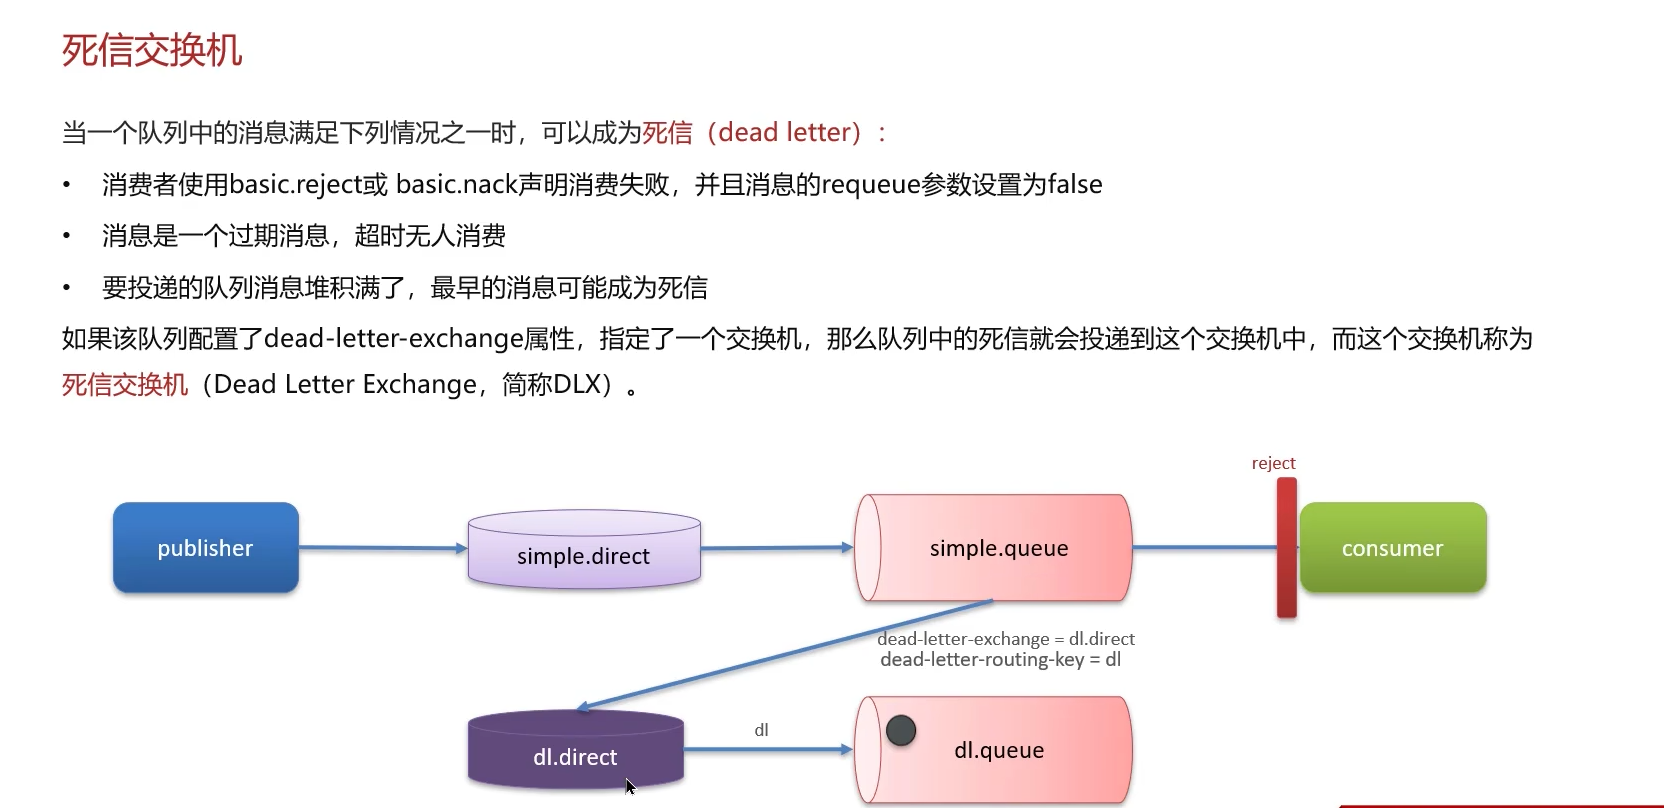 死信交换机
当一个队列中的消息满足下列情况之一时，可以成为死信（dead letter）：
• 消费者使用basic.reject或 basic.nack声明消费失败，并且消息的requeue参数设置为false
• 消息是一个过期消息，超时无人消费
• 要投递的队列消息堆积满了，最早的消息可能成为死信
如果该队列配置了dead-letter-exchange属性，指定了一个交换机，那么队列中的死信就会投递到这个交换机中，而这个交换机称为
死信交换机（Dead Letter Exchange，简称DLX）。
reject
publisher
simple.direct
simple.queue
consumer
dead-letter-exchange = dl.direct
dead-letter-routing-key = dl
dl.direct
dl
dl.queue